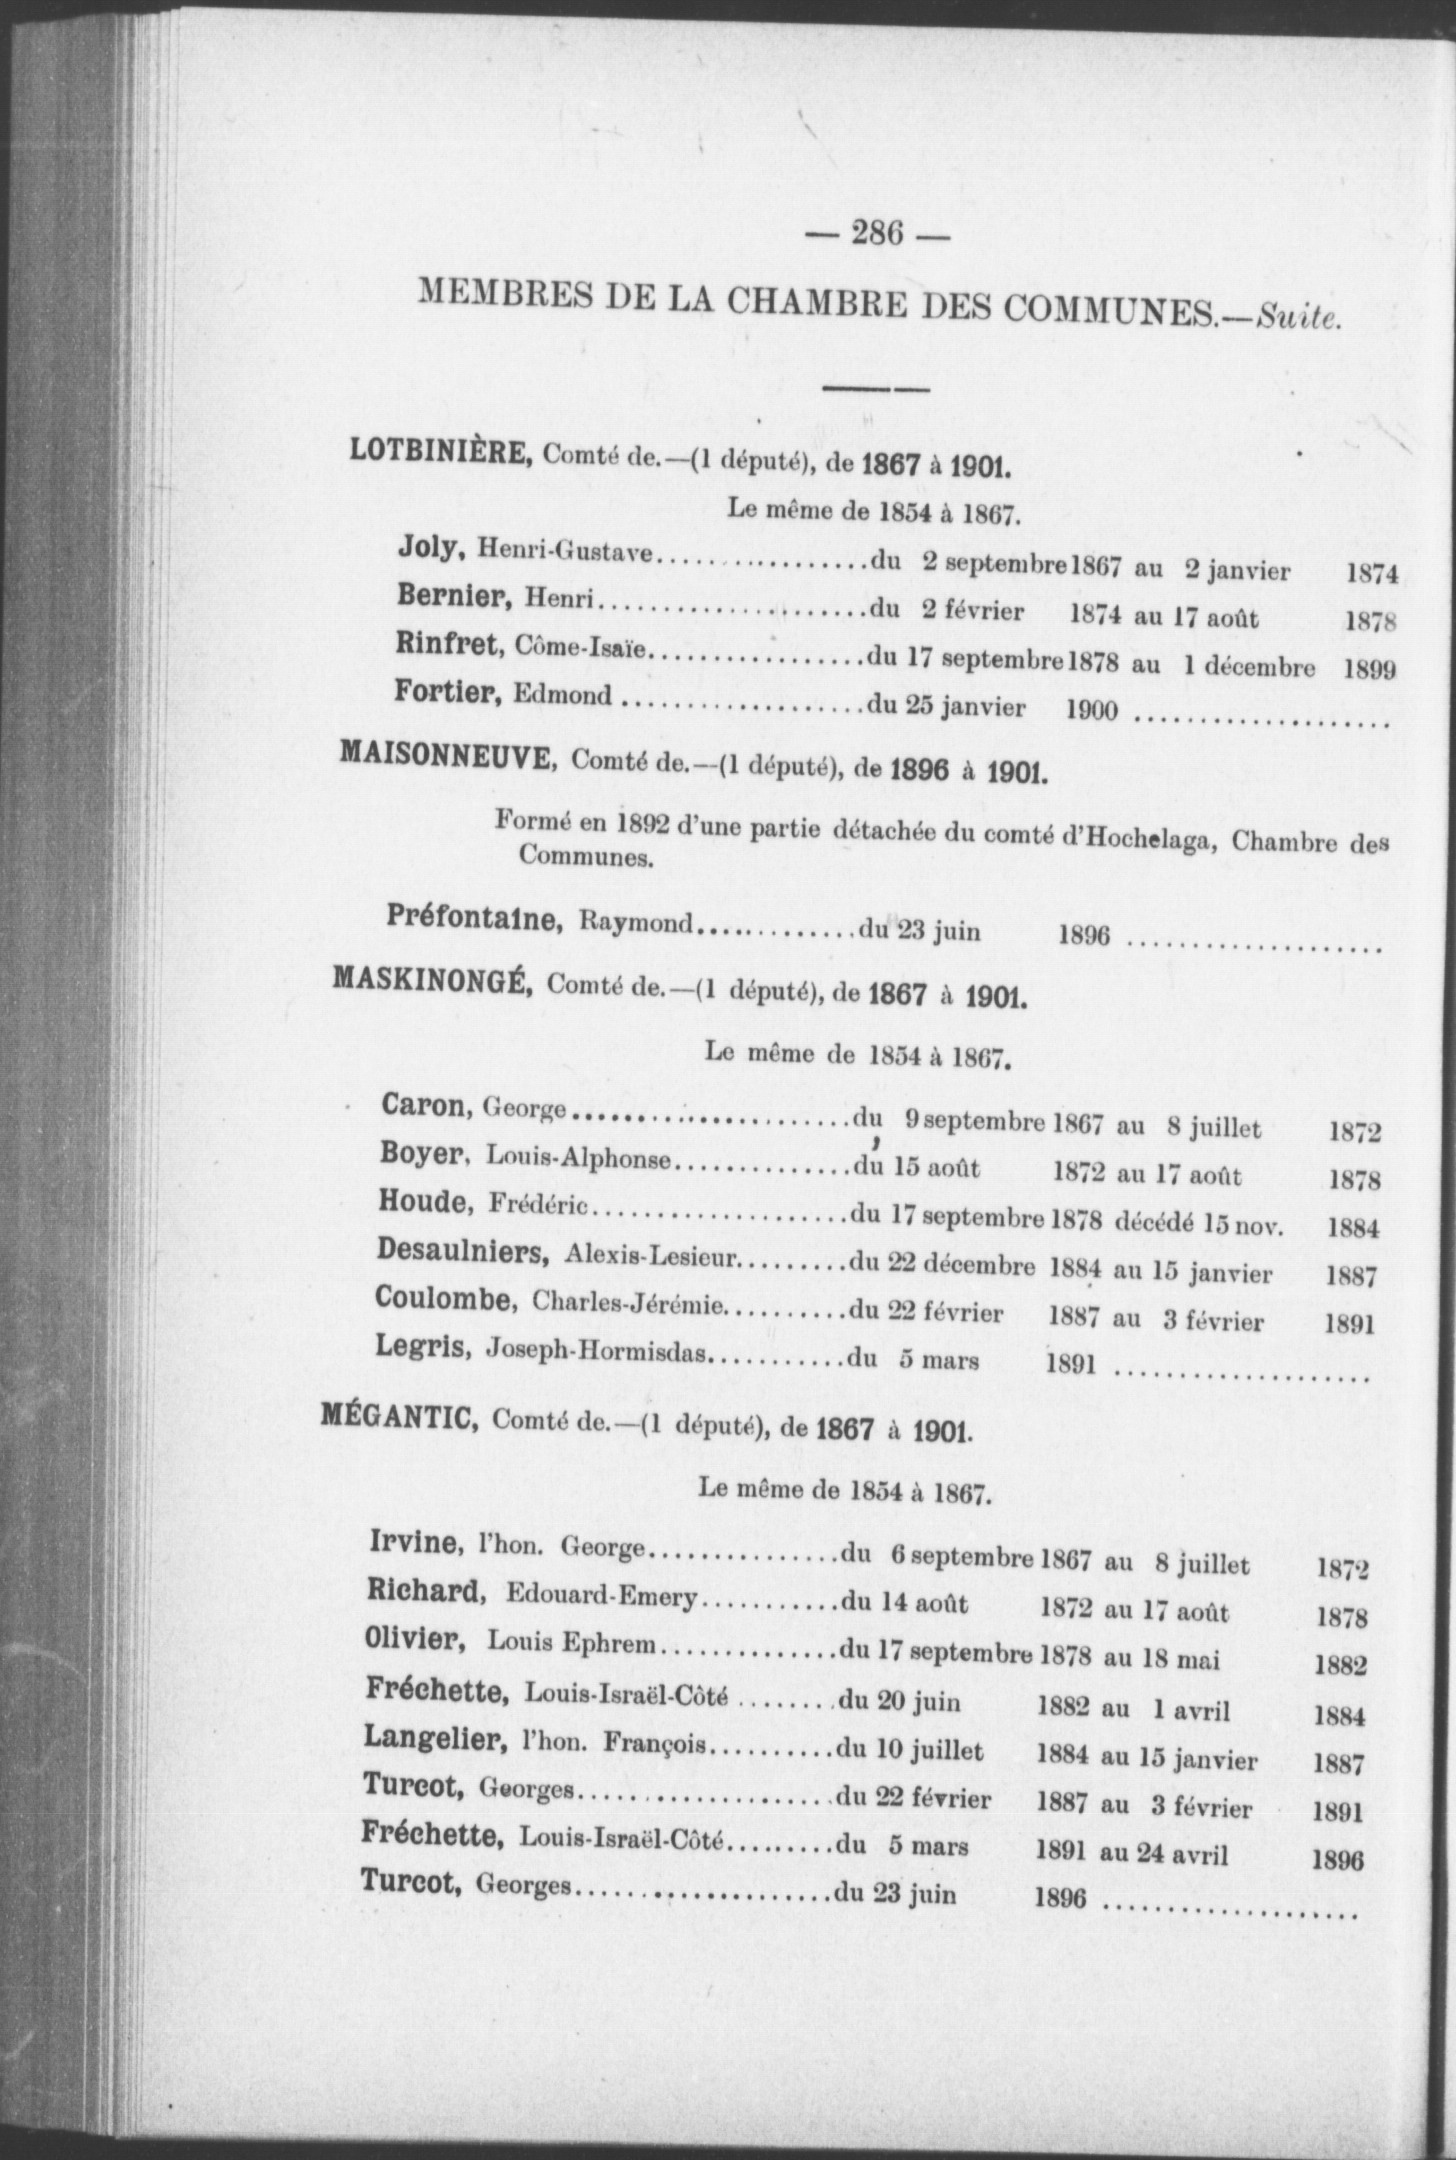 — 286 —
MEMBRES DE LA CHAMBRE DES COMMUNES.—Suite.
LOTBINIÈRE, Comté de.—(1 député), de 1867 à 1901.
Le même de 1854 à 1867.
Joly, Henri-Gustave..................du 2 septembre 1867 au 2 janvier 1874
Bernier, Henri......................du 2 février 1874 au 17 août 1878
Rinfret, Côme-Isaïe..................du 17 septembre 1878 au 1 décembre 1899
Fortier, Edmond ....................du 25 janvier 1900 ....................
MAISONNEUVE, Comté de.—(1 député), de 1896 à 1901.
Formé en 1892 d'une partie détachée du comté d'Hochelaga, Chambre des
Communes.
Préfontaine, Raymond..............du 23 juin 1896 ....................
MASKINONGÉ, Comté de.—(1 député), de 1867 à 1901.
Le même de 1854 à 1867.
Caron, George......................du 9 septembre 1867 au 8 juillet 1872
Boyer, Louis-Alphonse..............du 15 août 1872 au 17 août 1878
Houde, Frédéric....................du 17 septembre 1878 décédé 15 nov. 1884
Desaulniers, Alexis-Lesieur.........du 22 décembre 1884 au 15 janvier 1887
Coulombe, Charles-Jérémie..........du 22 février 1887 au 3 février 1891
Legris, Joseph-Hormisdas...........du 5 mars 1891 ....................
MÉGANTIC, Comté de.—(1 député), de 1867 à 1901.
Le même de 1854 à 1867.
Irvine, l'hon. George...............du 6 septembre 1867 au 8 juillet 1872
Richard, Edouard-Emery...........du 14 août 1872 au 17 août 1878
Olivier, Louis Ephrem..............du 17 septembre 1878 au 18 mai 1882
Fréchette, Louis-Israël-Côté ........du 20 juin 1882 au 1 avril 1884
Langelier, l'hon. François..........du 10 juillet 1884 au 15 janvier 1887
Turcot, Georges....................du 22 février 1887 au 3 février 1891
Fréchette, Louis-Israël-Côté.........du 5 mars 1891 au 24 avril 1896
Turcot, Georges....................du 23 juin 1896 ....................